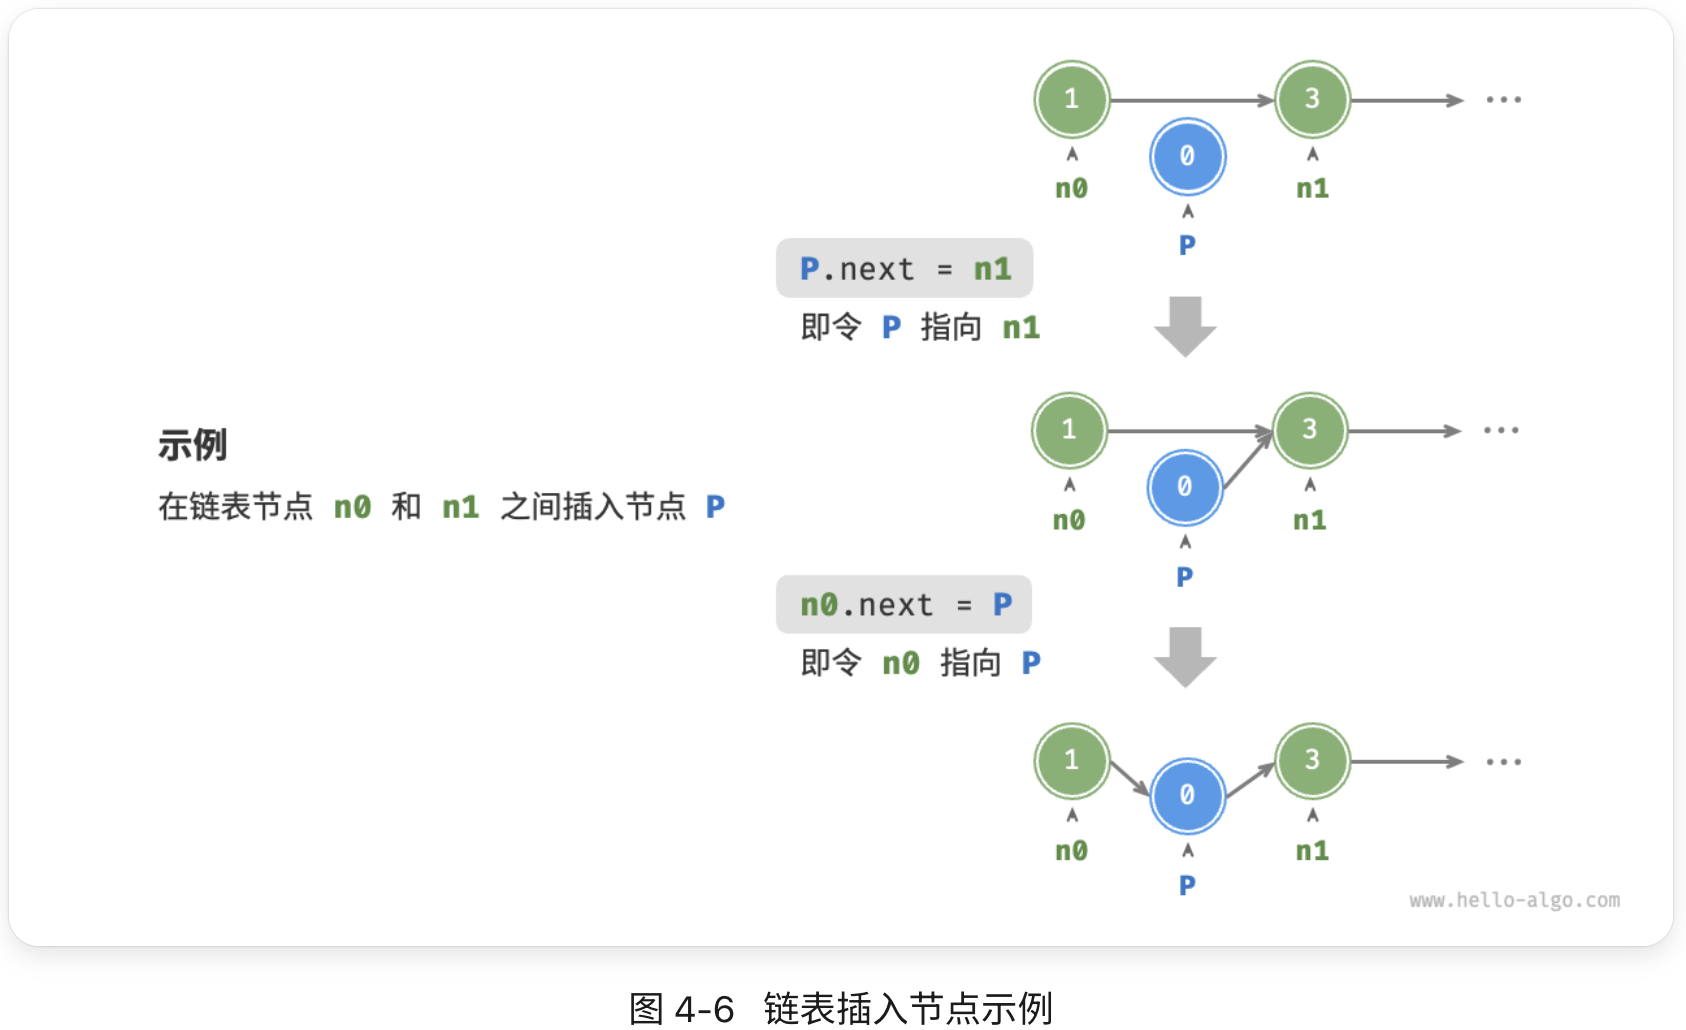 示例
在链表节点 n0 和 n1 之间插入节点 P
1 3 ...
0
n0 n1
P
P.next = n1
即令 P 指向 n1
1 3 ...
0
n0 n1
P
n0.next = P
即令 n0 指向 P
1 3 ...
0
n0 n1
P
www.hello-algo.com
图 4-6 链表插入节点示例